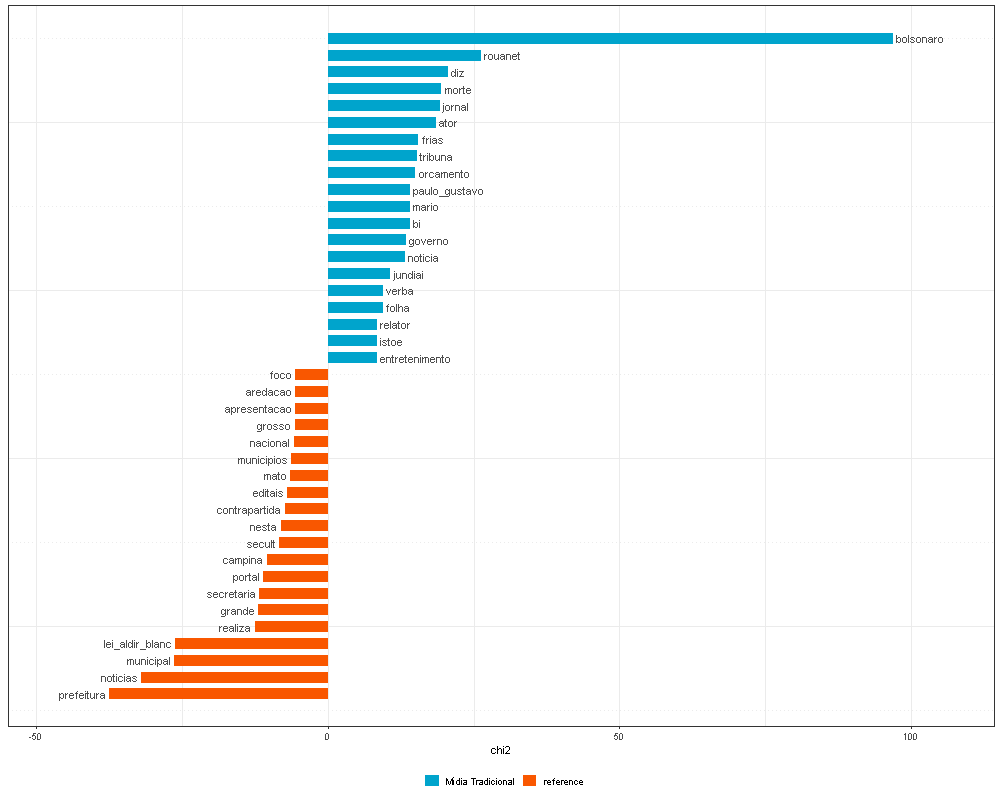 bolsonaro
rouanet
diz
morte
jornal
ator
frias
tribuna
orcamento
paulo_gustavo
mario
bi
governo
noticia
jundiai
verba
folha
relator
istoe
entretenimento
foco
aredacao
apresentacao
grosso
nacional
municipios
mato
editais
contrapartida
nesta
secult
campina
portal
secretaria
grande
realiza
lei_aldir_blanc
municipal
noticias
prefeitura
-50 0 50 100
chi2
Mídia Tradicional reference